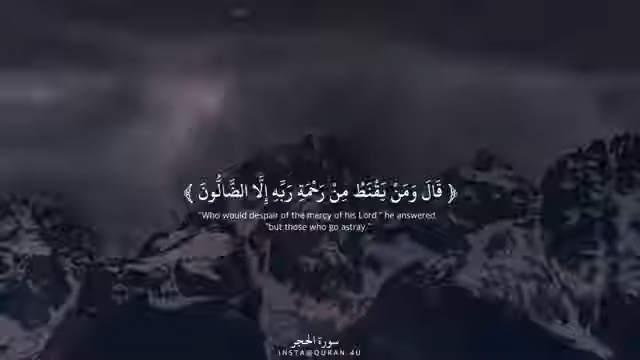 ﴿ قَالَ وَمَنْ يَقْنَطُ مِنْ رَحْمَةِ رَبِّهِ إِلَّا الضَّالُّونَ ﴾
"Who would despair of the mercy of his Lord" he answered,
"but those who go astray."
سورة الحجر
INSTA@QURAN.4U